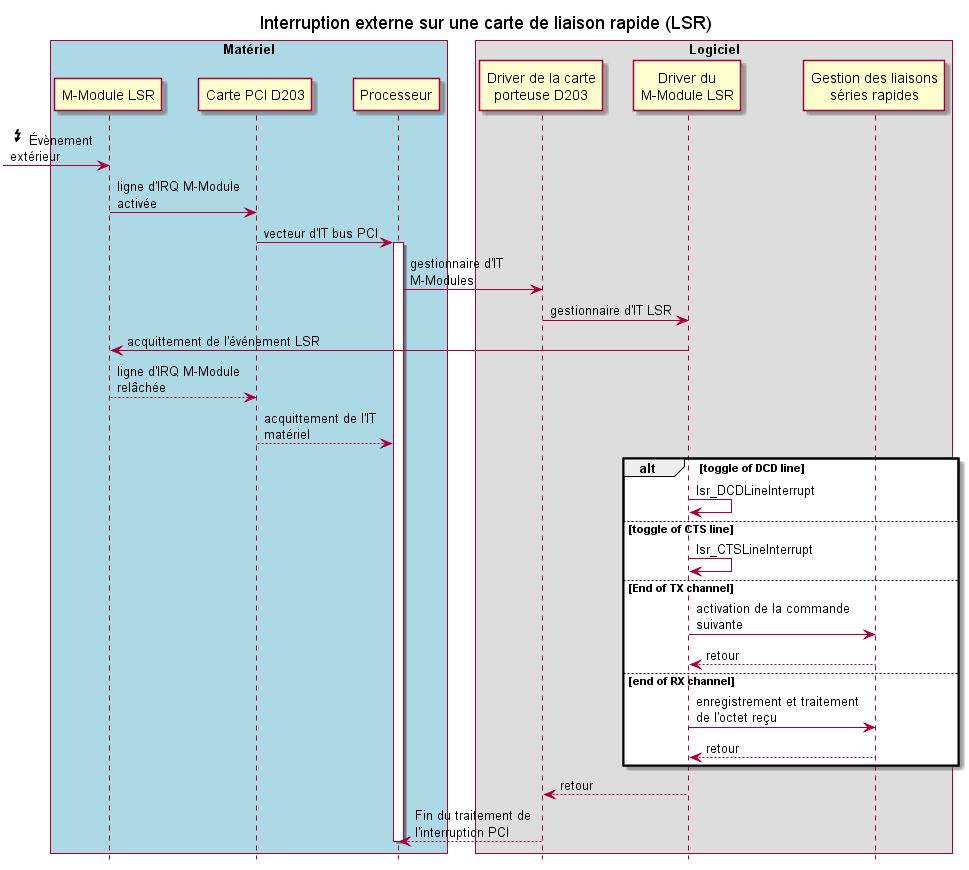 Interruption externe sur une carte de liaison rapide (LSR)
Matériel
Logiciel
M-Module LSR
Carte PCI D203
Processeur
Driver de la carte
porteuse D203
Driver du
M-Module LSR
Gestion des liaisons
séries rapides
Évènement
extérieur
ligne d'IRQ M-Module
activée
vecteur d'IT bus PCI
gestionnaire d'IT
M-Modules
gestionnaire d'IT LSR
acquittement de l'événement LSR
ligne d'IRQ M-Module
relâchée
acquittement de l'IT
matériel
alt
[toggle of DCD line]
lsr_DCDLineInterrupt
[toggle of CTS line]
lsr_CTSLineInterrupt
[End of TX channel]
activation de la commande
suivante
retour
[end of RX channel]
enregistrement et traitement
de l'octet reçu
retour
retour
Fin du traitement de
l'interruption PCI